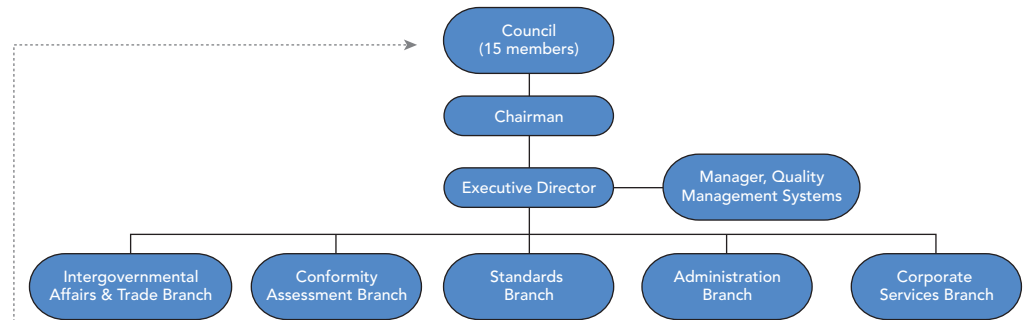 Council
(15 members)
Chairman
Executive Director
Manager, Quality
Management Systems
Intergovernmental
Affairs & Trade Branch
Conformity
Assessment Branch
Standards
Branch
Administration
Branch
Corporate
Services Branch